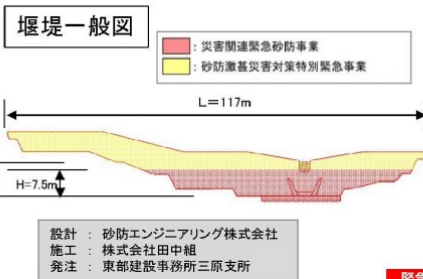 堰堤一般図
：災害関連緊急砂防事業
：砂防激甚災害対策特別緊急事業
L＝117m
H=7.5m
設計 ： 砂防エンジニアリング株式会社
施工 ： 株式会社田中組
発注 ： 東部建設事務所三原支所